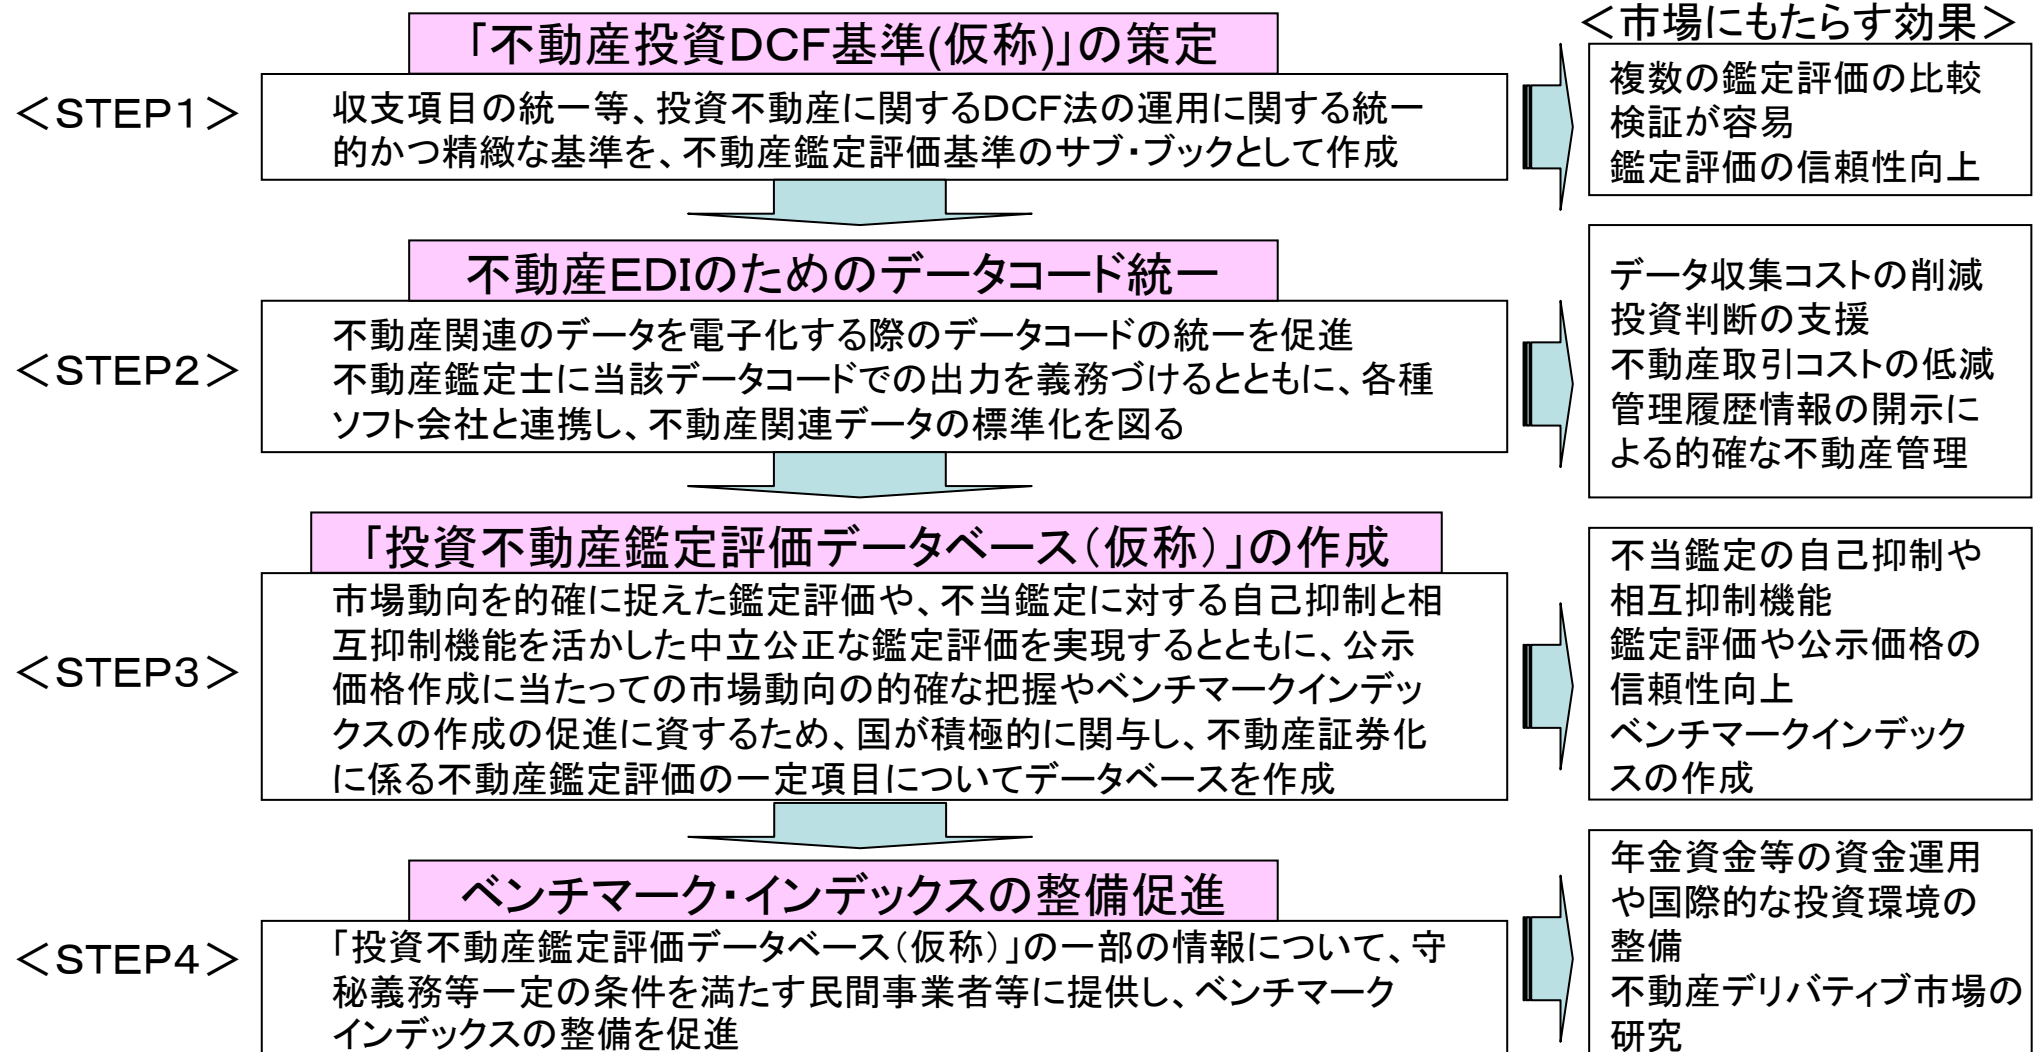 ＜市場にもたらす効果＞
「不動産投資DCF基準(仮称)」の策定
＜STEP1＞
収支項目の統一等、投資不動産に関するDCF法の運用に関する統一
的かつ精緻な基準を、不動産鑑定評価基準のサブ・ブックとして作成
複数の鑑定評価の比較
検証が容易
鑑定評価の信頼性向上
不動産EDIのためのデータコード統一
＜STEP2＞
不動産関連のデータを電子化する際のデータコードの統一を促進
不動産鑑定士に当該データコードでの出力を義務づけるとともに、各種
ソフト会社と連携し、不動産関連データの標準化を図る
データ収集コストの削減
投資判断の支援
不動産取引コストの低減
管理履歴情報の開示に
よる的確な不動産管理
「投資不動産鑑定評価データベース（仮称）」の作成
＜STEP3＞
市場動向を的確に捉えた鑑定評価や、不当鑑定に対する自己抑制と相
互抑制機能を活かした中立公正な鑑定評価を実現するとともに、公示
価格作成に当たっての市場動向の的確な把握やベンチマークインデッ
クスの作成の促進に資するため、国が積極的に関与し、不動産証券化
に係る不動産鑑定評価の一定項目についてデータベースを作成
不当鑑定の自己抑制や
相互抑制機能
鑑定評価や公示価格の
信頼性向上
ベンチマークインデック
スの作成
ベンチマーク・インデックスの整備促進
＜STEP4＞
「投資不動産鑑定評価データベース（仮称）」の一部の情報について、守
秘義務等一定の条件を満たす民間事業者等に提供し、ベンチマーク
インデックスの整備を促進
年金資金等の資金運用
や国際的な投資環境の
整備
不動産デリバティブ市場の
研究